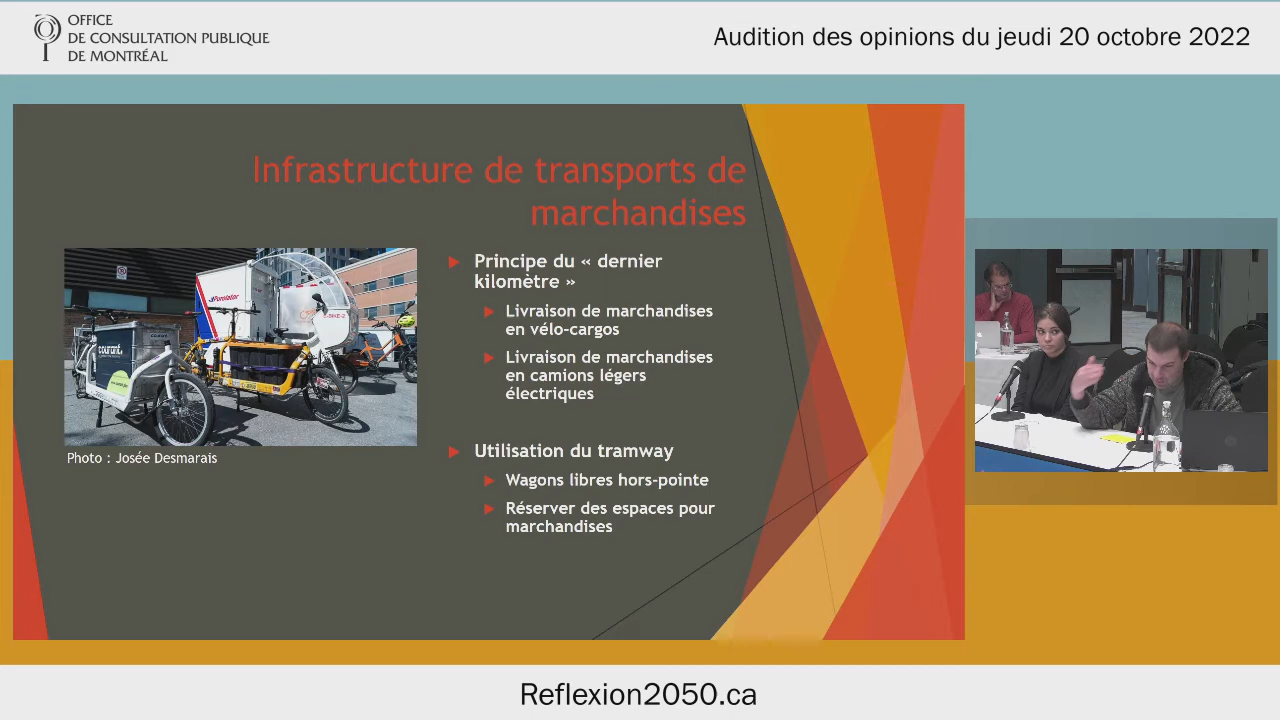 OFFICE
DE CONSULTATION PUBLIQUE
DE MONTRÉAL
Audition des opinions du jeudi 20 octobre 2022
Infrastructure de transports de
marchandises
Principe du « dernier
kilomètre »
Livraison de marchandises
en vélo-cargos
Livraison de marchandises
en camions légers
électriques
Utilisation du tramway
Wagons libres hors-pointe
Réserver des espaces pour
marchandises
Purolator
courant.
Photo : Josée Desmarais
Reflexion2050.ca